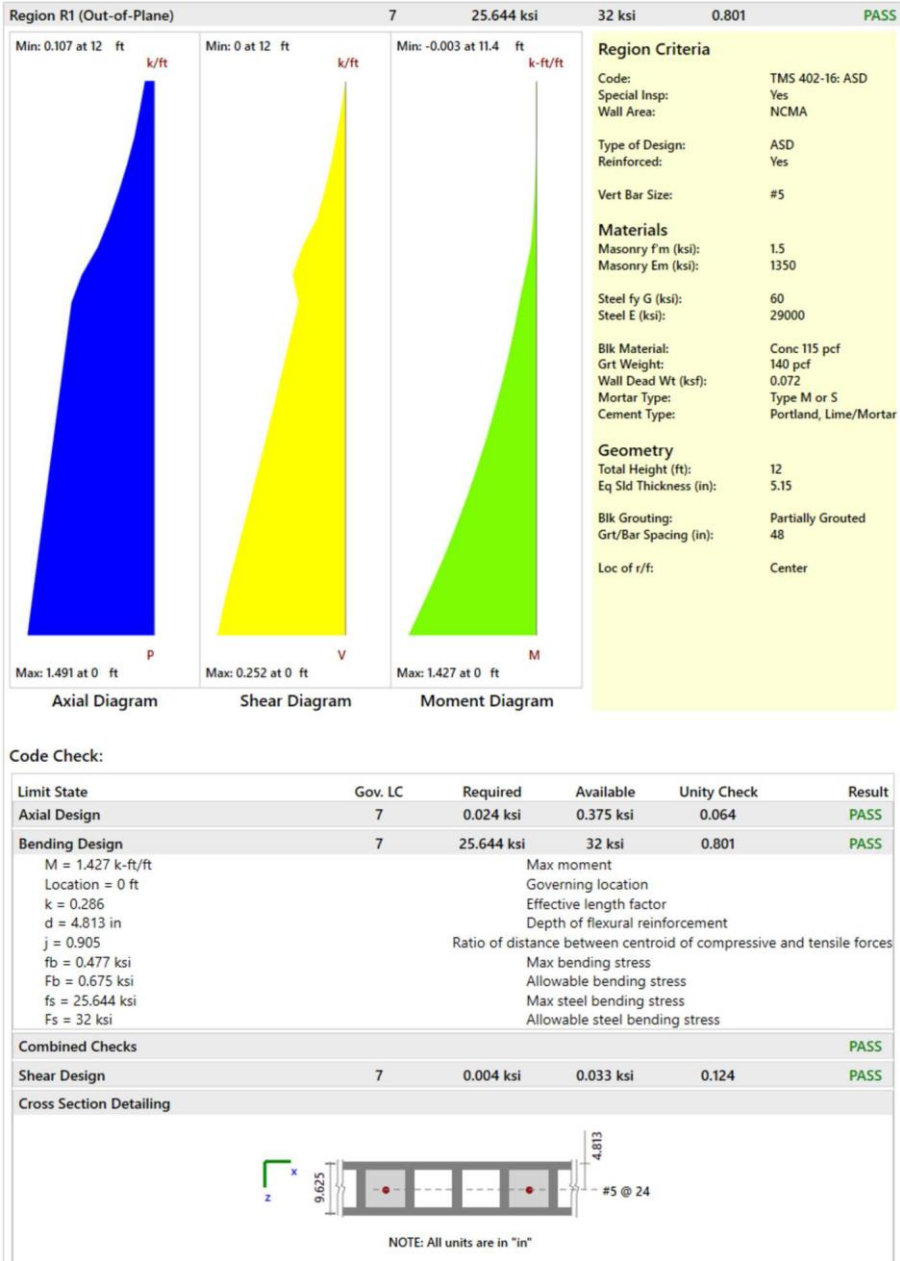 Region R1 (Out-of-Plane) 7 25.644 ksi 32 ksi 0.801 PASS
Min: 0.107 at 12 ft
k/ft
P
Max: 1.491 at 0 ft
Axial Diagram
Min: 0 at 12 ft
k/ft
V
Max: 0.252 at 0 ft
Shear Diagram
Min: -0.003 at 11.4 ft
k-ft/ft
M
Max: 1.427 at 0 ft
Moment Diagram
Region Criteria
Code: TMS 402-16: ASD
Special Insp: Yes
Wall Area: NCMA
Type of Design: ASD
Reinforced: Yes
Vert Bar Size: #5
Materials
Masonry f'm (ksi): 1.5
Masonry Em (ksi): 1350
Steel fy G (ksi): 60
Steel E (ksi): 29000
Blk Material: Conc 115 pcf
Grt Weight: 140 pcf
Wall Dead Wt (ksf): 0.072
Mortar Type: Type M or S
Cement Type: Portland, Lime/Mortar
Geometry
Total Height (ft): 12
Eq Sld Thickness (in): 5.15
Blk Grouting: Partially Grouted
Grt/Bar Spacing (in): 48
Loc of r/f: Center
Code Check:
Limit State Gov. LC Required Available Unity Check Result
Axial Design 7 0.024 ksi 0.375 ksi 0.064 PASS
Bending Design 7 25.644 ksi 32 ksi 0.801 PASS
M = 1.427 k-ft/ft Max moment
Location = 0 ft Governing location
k = 0.286 Effective length factor
d = 4.813 in Depth of flexural reinforcement
j = 0.905 Ratio of distance between centroid of compressive and tensile forces
fb = 0.477 ksi Max bending stress
Fb = 0.675 ksi Allowable bending stress
fs = 25.644 ksi Max steel bending stress
Fs = 32 ksi Allowable steel bending stress
Combined Checks PASS
Shear Design 7 0.004 ksi 0.033 ksi 0.124 PASS
Cross Section Detailing
4.813
x
z
9.625
#5 @ 24
NOTE: All units are in "in"